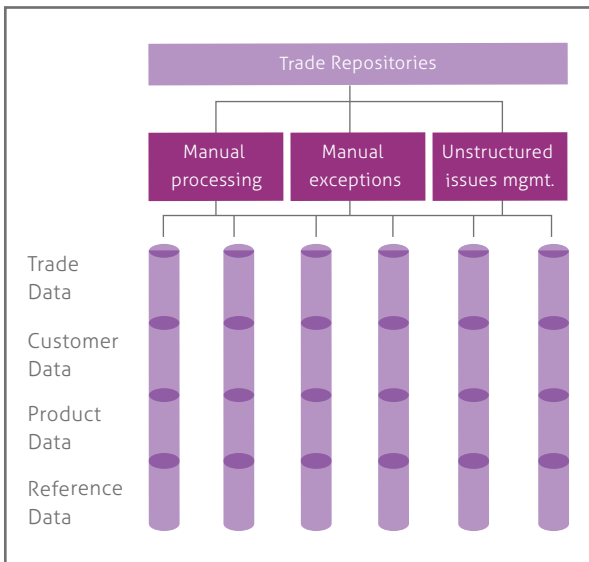 Trade Repositories
Manual
processing
Manual
exceptions
Unstructured
issues mgmt.
Trade
Data
Customer
Data
Product
Data
Reference
Data